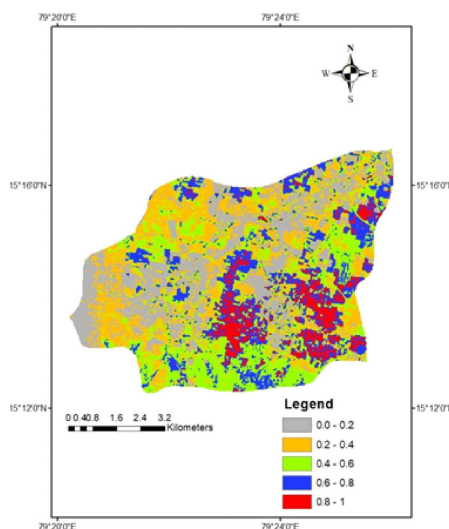 79°20'0"E 79°24'0"E
N
W E
S
15°16'0"N 15°16'0"N
15°12'0"N 15°12'0"N
0 0.4 0.8 1.6 2.4 3.2
Kilometers
Legend
0.0 - 0.2
0.2 - 0.4
0.4 - 0.6
0.6 - 0.8
0.8 - 1
79°20'0"E 79°24'0"E